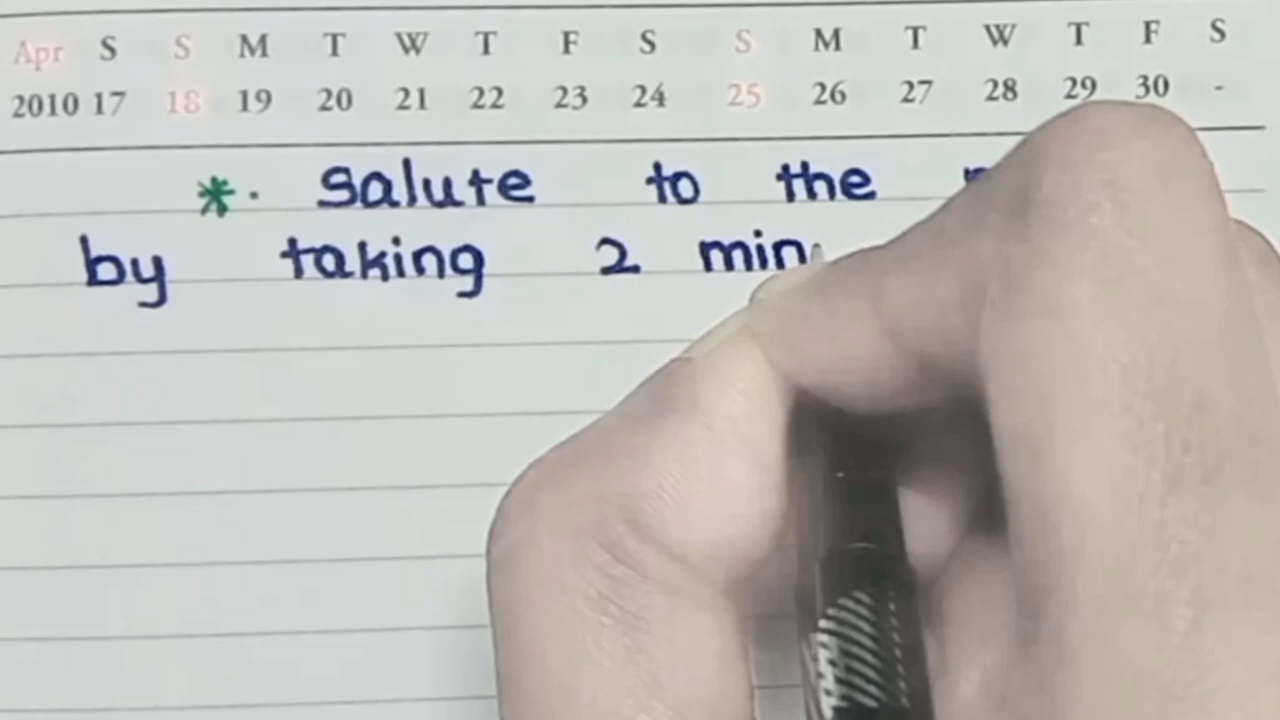 Apr S S M T W T F S S M T W T F S
2010 17 18 19 20 21 22 23 24 25 26 27 28 29 30 -
*. Salute to the
by taking 2 min